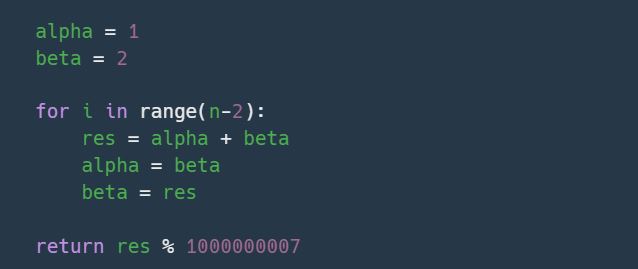 alpha = 1
beta = 2
for i in range(n-2):
    res = alpha + beta
    alpha = beta
    beta = res
return res % 1000000007